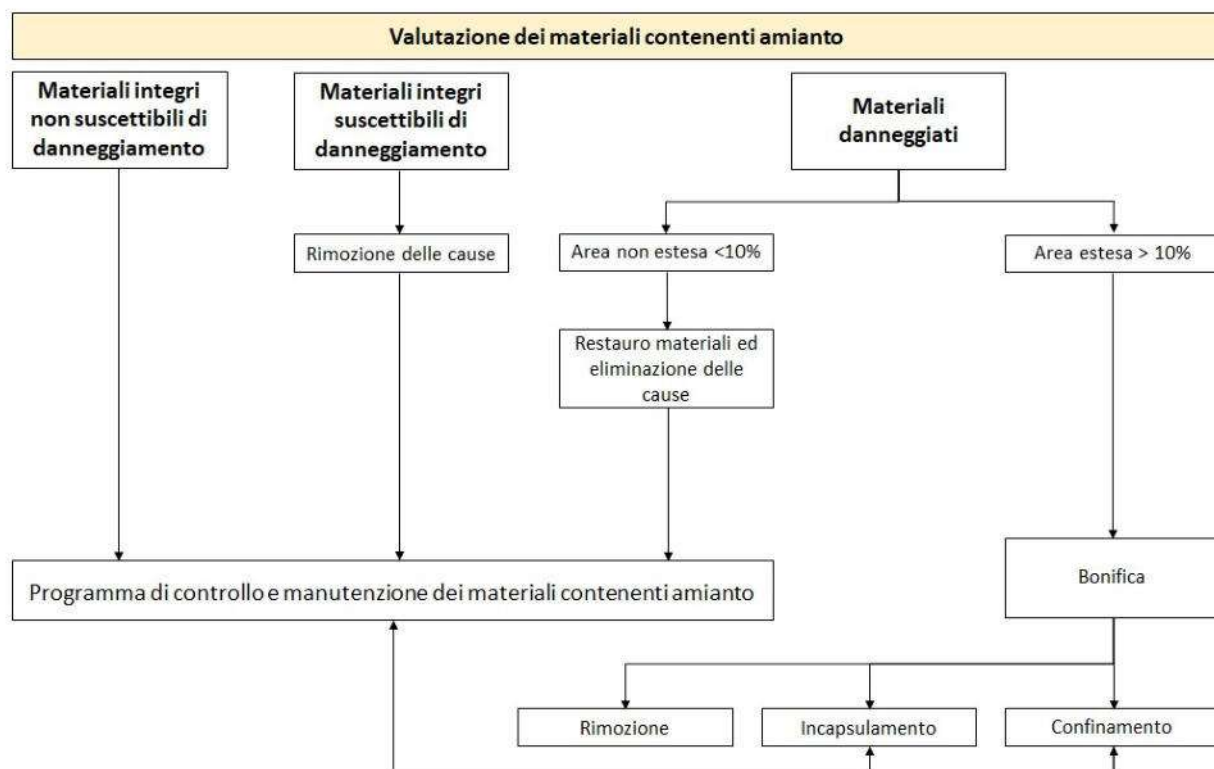 Valutazione dei materiali contenenti amianto
Materiali integri
non suscettibili di
danneggiamento
Materiali integri
suscettibili di
danneggiamento
Materiali
danneggiati
Rimozione delle cause
Area non estesa <10%
Area estesa > 10%
Restauro materiali ed
eliminazione delle
cause
Programma di controllo e manutenzione dei materiali contenenti amianto
Bonifica
Rimozione
Incapsulamento
Confinamento